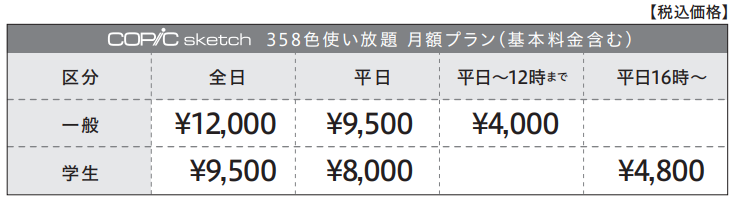 【税込価格】
COPIC sketch 358色使い放題 月額プラン(基本料金含む)
区分 全日 平日 平日〜12時まで 平日16時〜
一般 ¥12,000 ¥9,500 ¥4,000
学生 ¥9,500 ¥8,000 ¥4,800